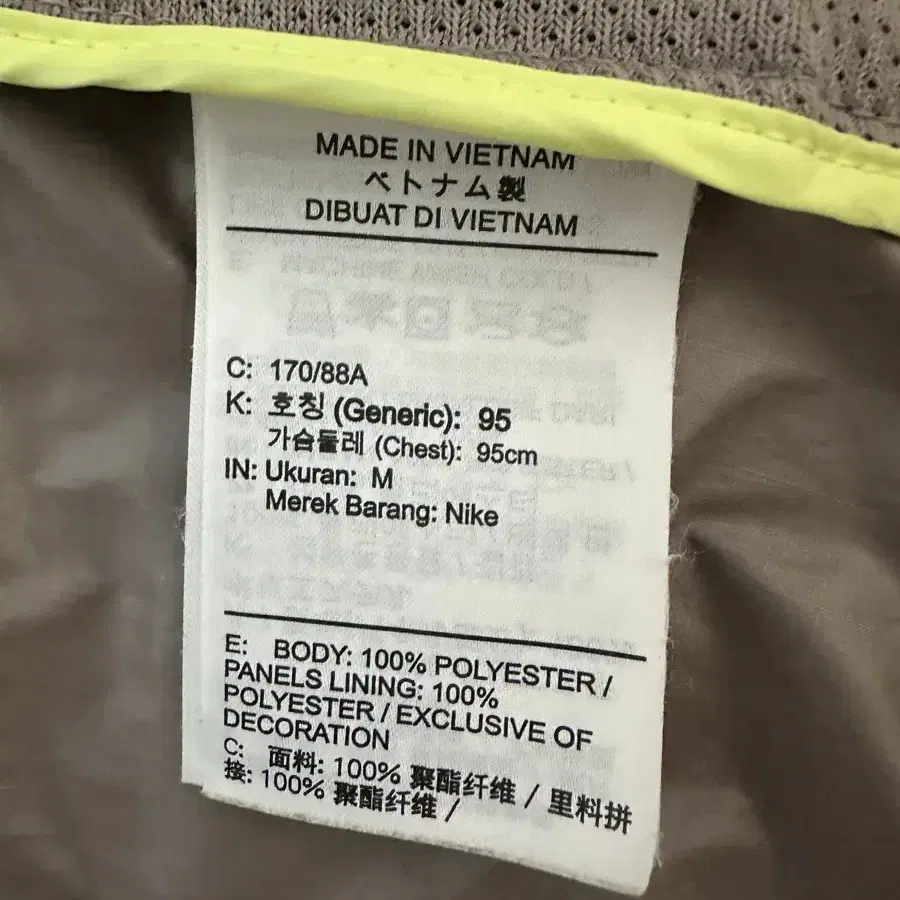 MADE IN VIETNAM
ベトナム製
DIBUAT DI VIETNAM
C: 170/88A
K: 호칭 (Generic): 95
가슴둘레 (Chest): 95cm
IN: Ukuran: M
Merek Barang: Nike
E: BODY: 100% POLYESTER /
PANELS LINING: 100%
POLYESTER / EXCLUSIVE OF
DECORATION
C: 面料: 100% 聚酯纤维 / 里料拼
接: 100% 聚酯纤维 /